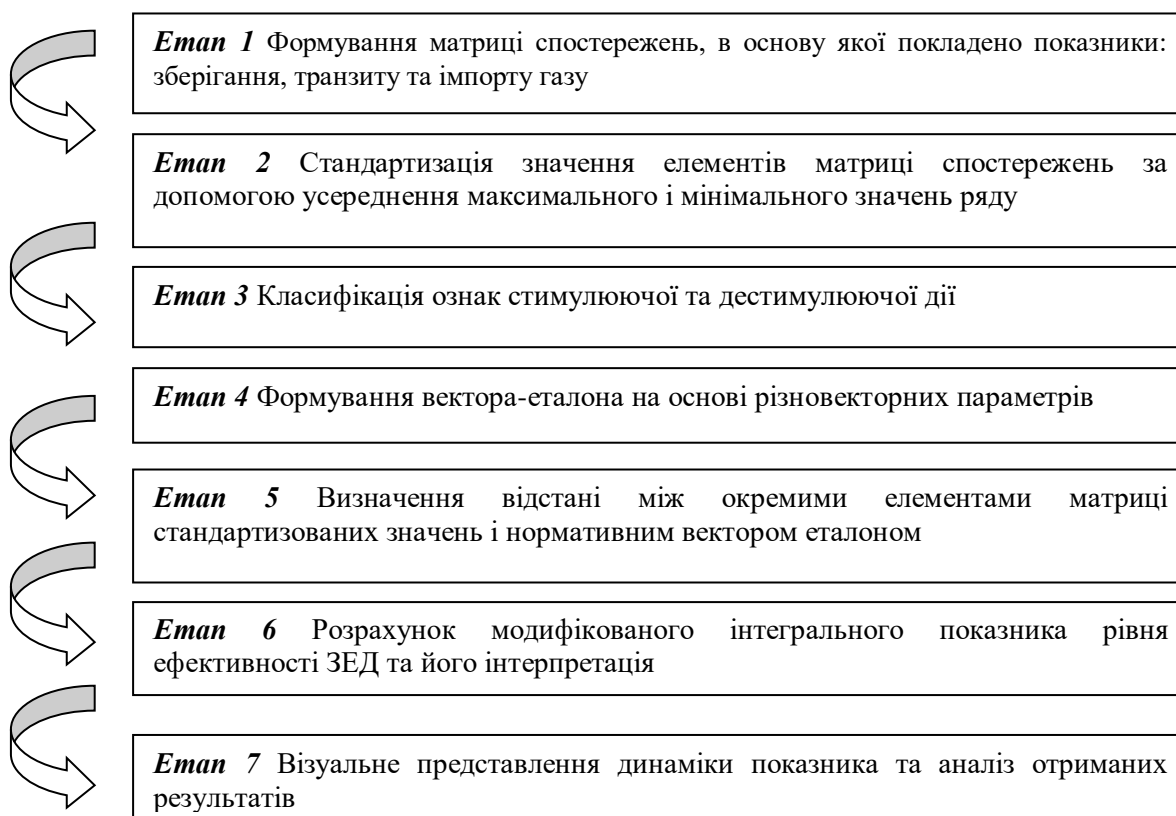 Етап 1 Формування матриці спостережень, в основу якої покладено показники:
зберігання, транзиту та імпорту газу
Етап 2 Стандартизація значення елементів матриці спостережень за
допомогою усереднення максимального і мінімального значень ряду
Етап 3 Класифікація ознак стимулюючої та дестимулюючої дії
Етап 4 Формування вектора-еталона на основі різновекторних параметрів
Етап 5 Визначення відстані між окремими елементами матриці
стандартизованих значень і нормативним вектором еталоном
Етап 6 Розрахунок модифікованого інтегрального показника рівня
ефективності ЗЕД та його інтерпретація
Етап 7 Візуальне представлення динаміки показника та аналіз отриманих
результатів